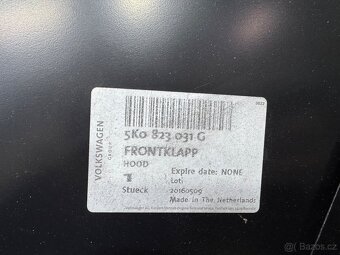 5K0 823 031 G
FRONTKLAPP
HOOD
Expire date: NONE
Lot:
1
Stueck
20160509
Made in The Netherlands
VOLKSWAGEN
GROUP
Bazos.cz